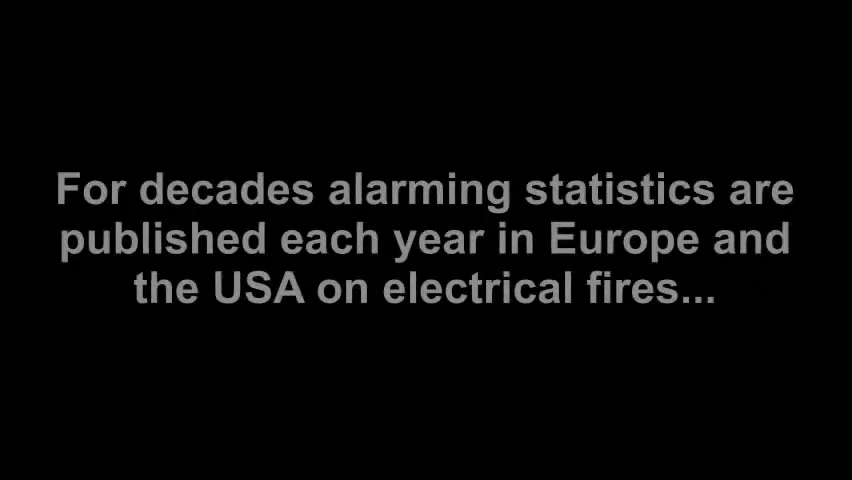 For decades alarming statistics are
published each year in Europe and
the USA on electrical fires...